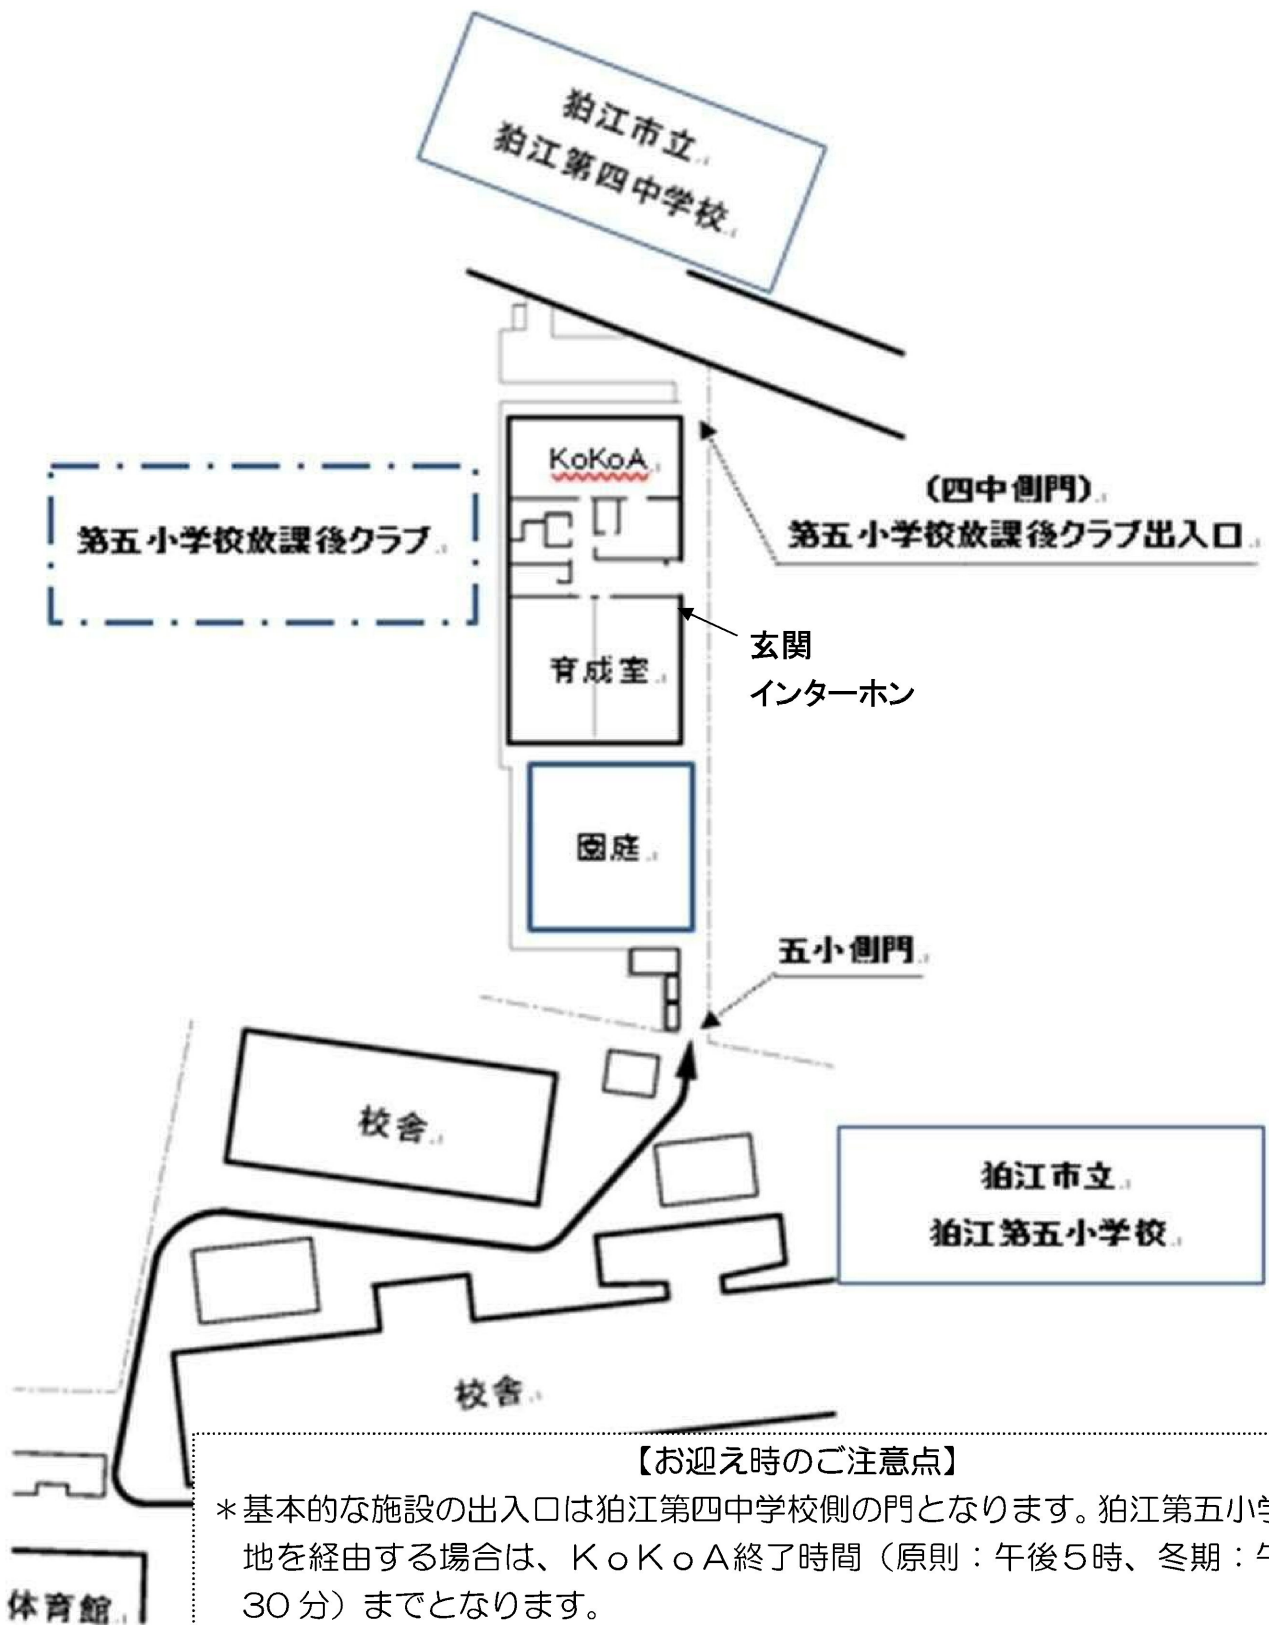 狛江市立
狛江第四中学校
KoKoA
第五小学校放課後クラブ
(四中側門)
第五小学校放課後クラブ出入口
玄関
インターホン
育成室
園庭
五小側門
校舎
狛江市立
狛江第五小学校
校舎
【お迎え時のご注意点】
＊基本的な施設の出入口は狛江第四中学校側の門となります。狛江第五小学
地を経由する場合は、KoKoA終了時間（原則：午後5時、冬期：午
30分）までとなります。
体育館